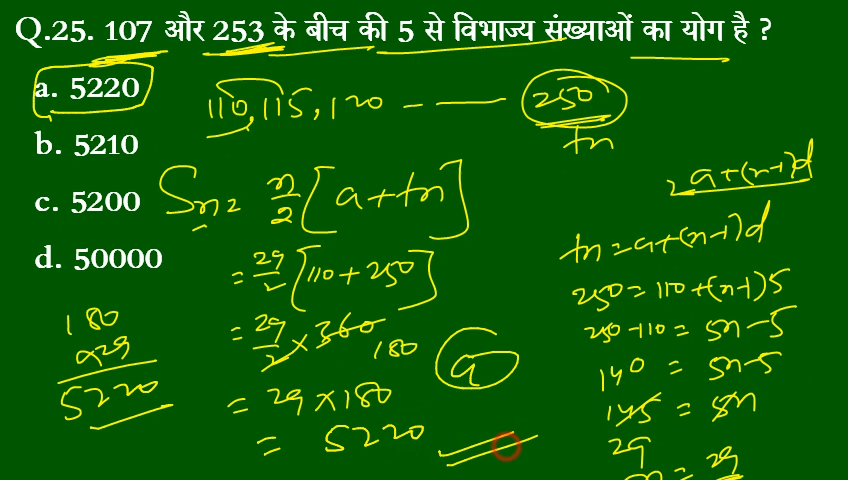 Q.25. 107 और 253 के बीच की 5 से विभाज्य संख्याओं का योग है ?
a. 5220
b. 5210
c. 5200
d. 50000
110, 115, 120 - — 250
tn
Sn = n/2 [a+tn]
= 29/2 [110+250]
= 29/2 × 360
180
= 29 × 180
= 5220
a
180
×29
5220
= a+(n-1)d
tn = a+(n-1)d
250 = 110+(n-1)5
250-110 = 5n-5
140 = 5n-5
145 = 5n
29
n = 29